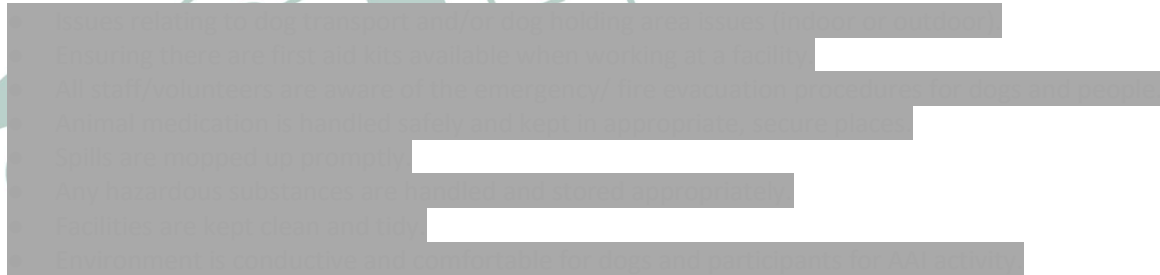 • Issues relating to dog transport and/or dog holding area issues (indoor or outdoor).
• Ensuring there are first aid kits available when working at a facility.
• All staff/volunteers are aware of the emergency/ fire evacuation procedures for dogs and people.
• Animal medication is handled safely and kept in appropriate, secure places.
• Spills are mopped up promptly.
• Any hazardous substances are handled and stored appropriately.
• Facilities are kept clean and tidy.
• Environment is conductive and comfortable for dogs and participants for AAI activity.